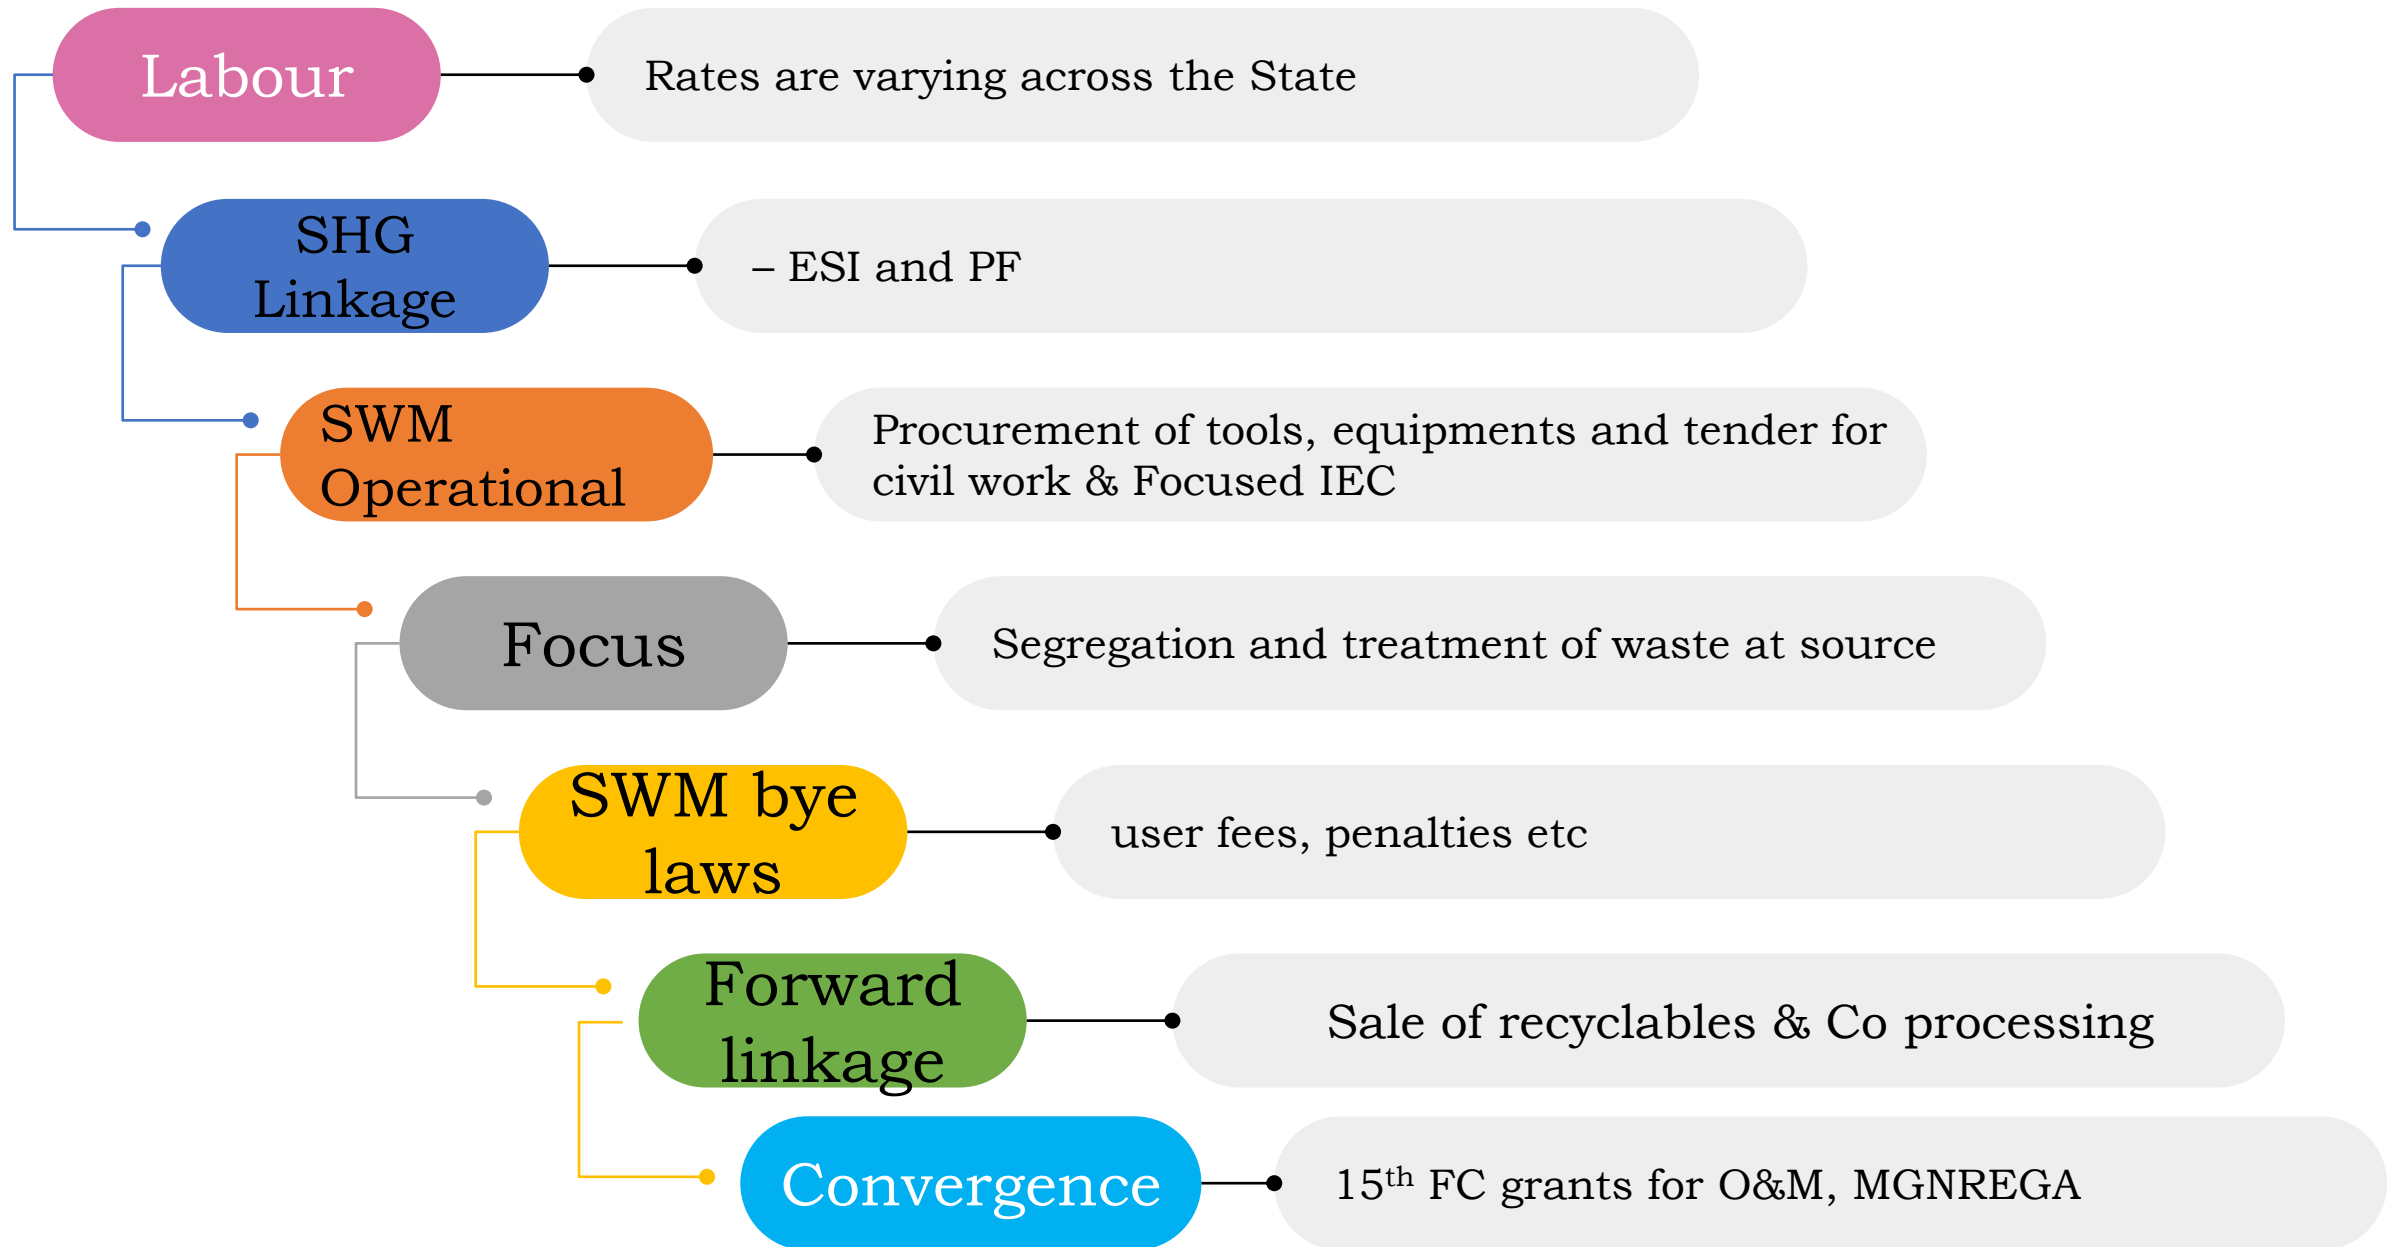 Labour
Rates are varying across the State
SHG
Linkage
– ESI and PF
SWM
Operational
Procurement of tools, equipments and tender for
civil work & Focused IEC
Focus
Segregation and treatment of waste at source
SWM bye
laws
user fees, penalties etc
Forward
linkage
Sale of recyclables & Co processing
Convergence
15th FC grants for O&M, MGNREGA